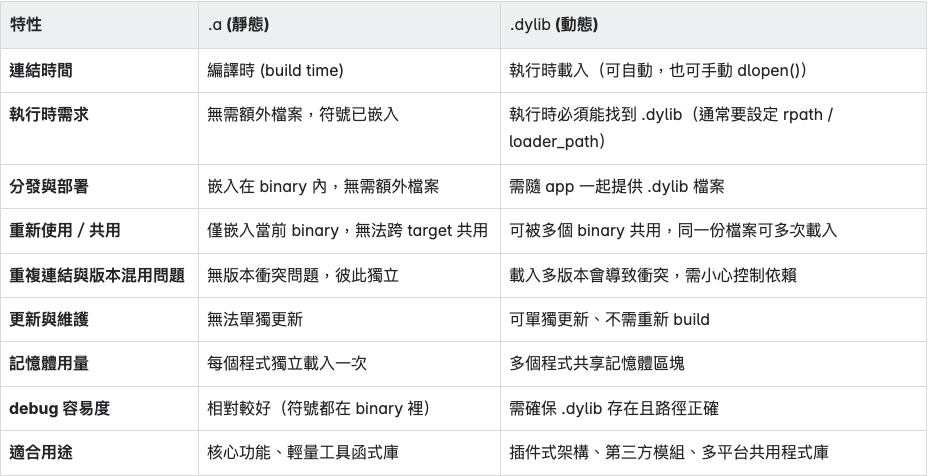 特性 .a (靜態) .dylib (動態)
連結時間 編譯時 (build time) 執行時載入（可自動，也可手動 dlopen()）
執行時需求 無需額外檔案，符號已嵌入 執行時必須能找到 .dylib（通常要設定 rpath /
loader_path）
分發與部署 嵌入在 binary 內，無需額外檔案 需隨 app 一起提供 .dylib 檔案
重新使用 / 共用 僅嵌入當前 binary，無法跨 target 共用 可被多個 binary 共用，同一份檔案可多次載入
重複連結與版本混用問題 無版本衝突問題，彼此獨立 載入多版本會導致衝突，需小心控制依賴
更新與維護 無法單獨更新 可單獨更新、不需重新 build
記憶體用量 每個程式獨立載入一次 多個程式共享記憶體區塊
debug 容易度 相對較好（符號都在 binary 裡） 需確保 .dylib 存在且路徑正確
適合用途 核心功能、輕量工具函式庫 插件式架構、第三方模組、多平台共用程式庫